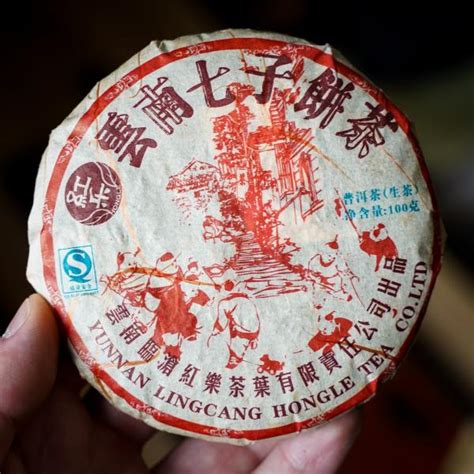 雲南七子餅茶
普洱茶(生茶)
净含量:100克
雲南臨滄紅樂茶葉有限責任公司出品
YUNNAN LINGCANG HONGLE TEA CO.LTD